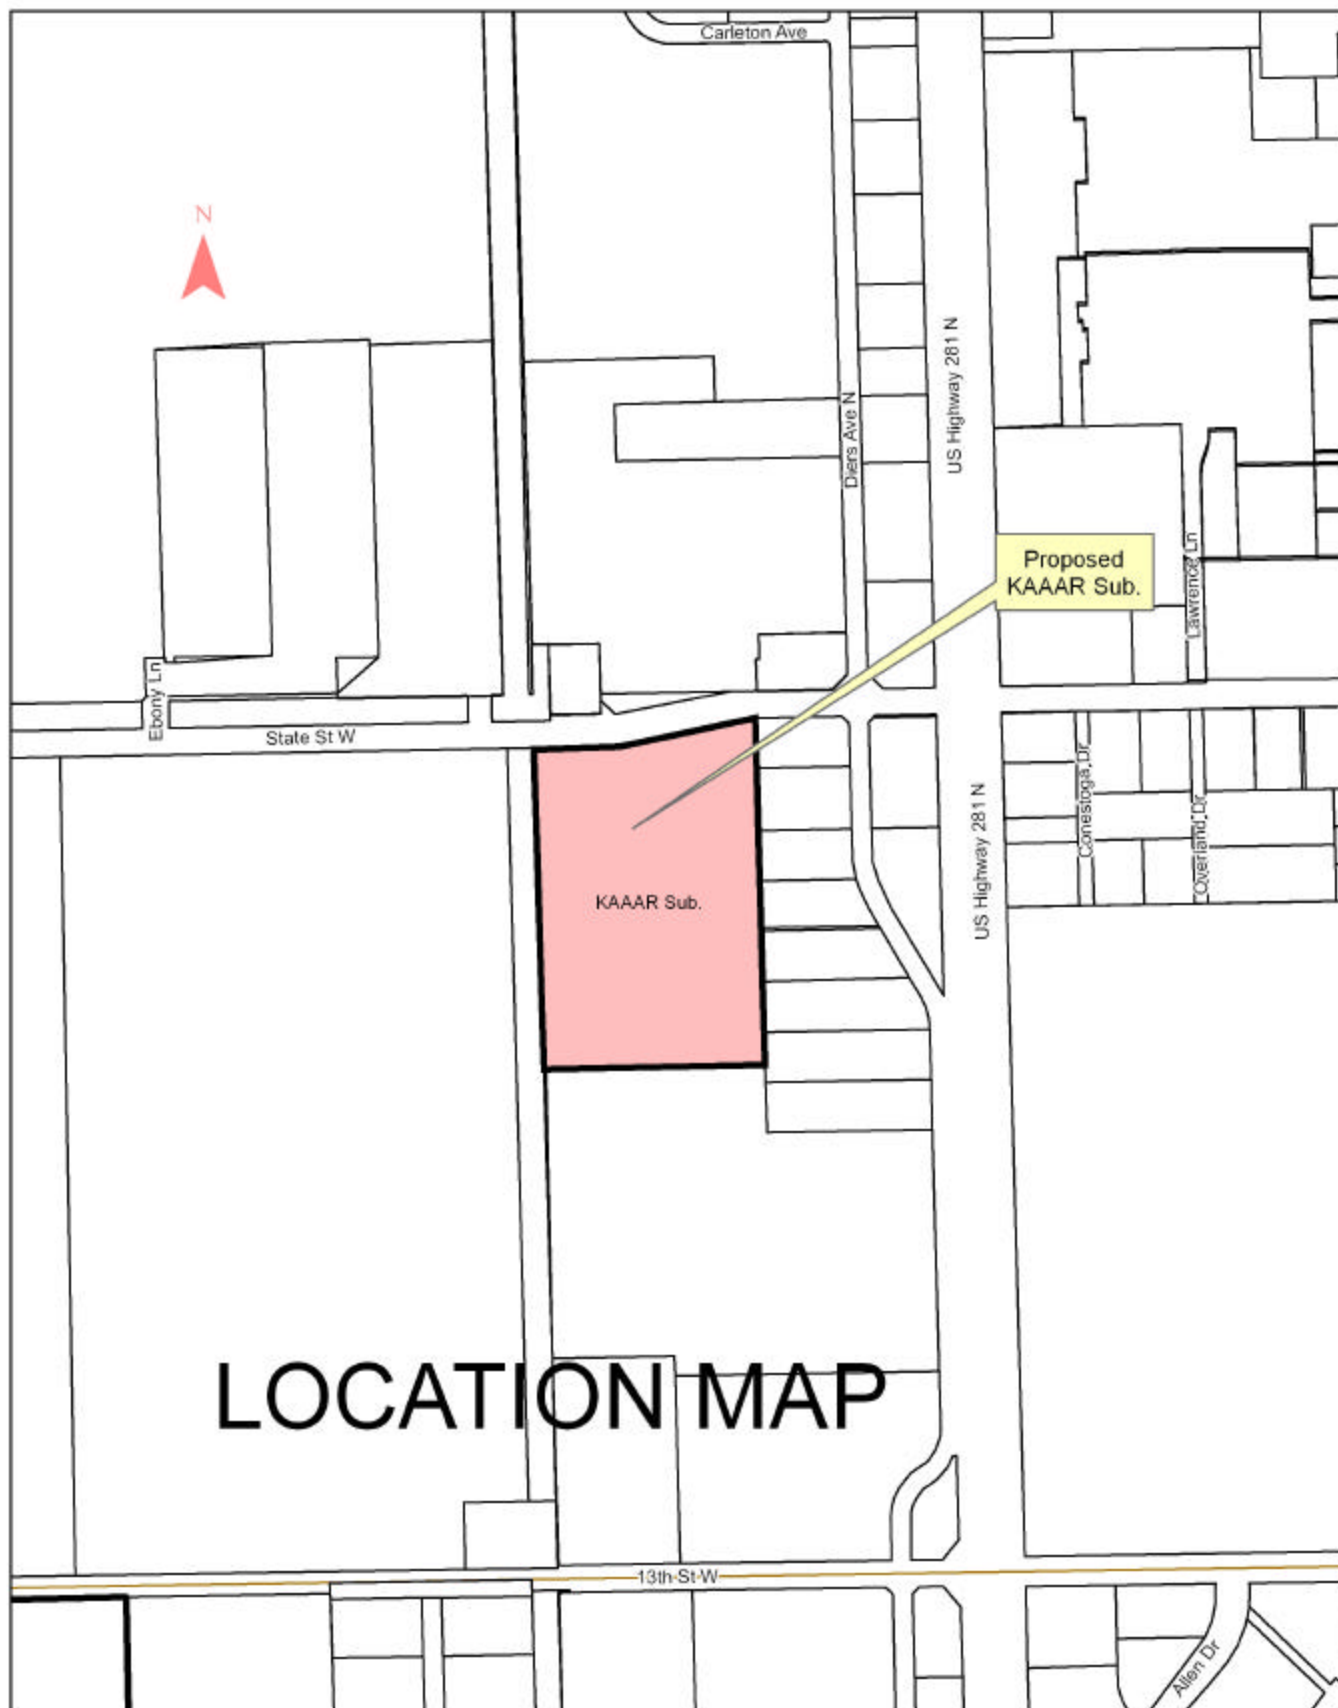 Carleton Ave
N
US Highway 281 N
Diers Ave N
Proposed
KAAAR Sub.
Lawrence Ln
Ebony Ln
State St W
Conestoga Dr
Overland Dr
US Highway 281 N
KAAAR Sub.
LOCATION MAP
13th St W
Allen Dr